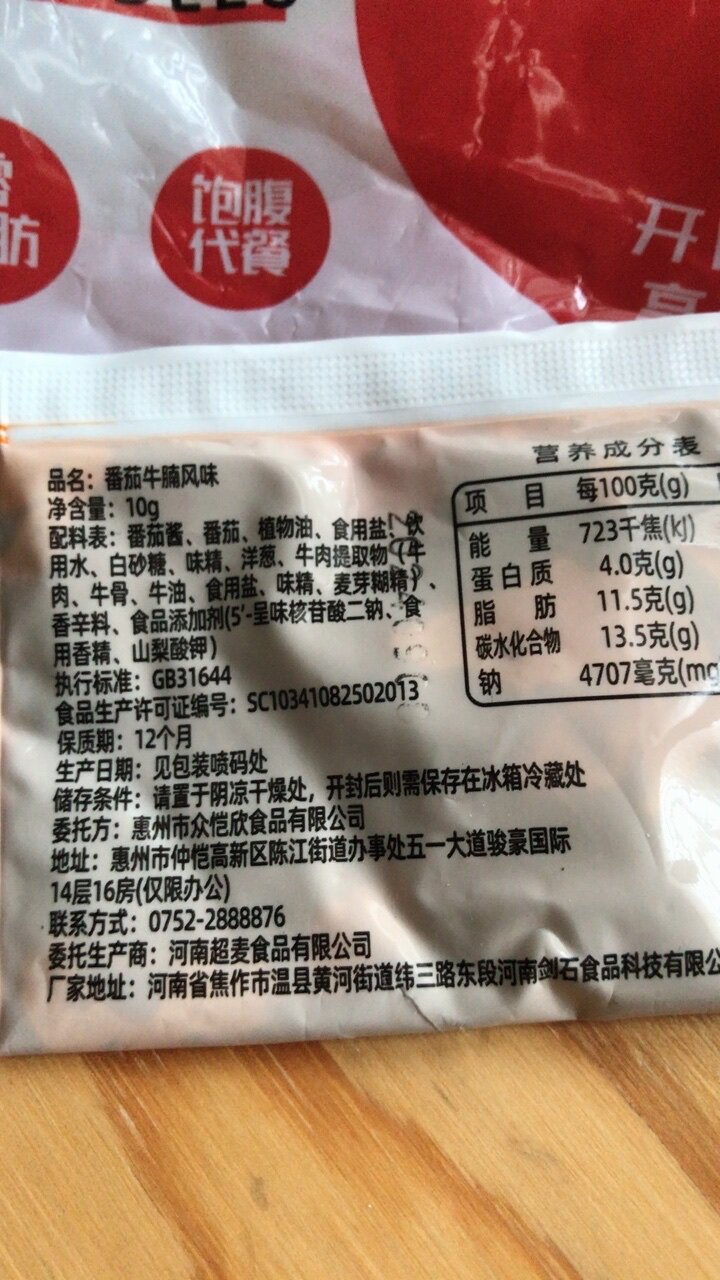 饱腹
代餐
肪
开
品名：番茄牛腩风味
净含量：10g
配料表：番茄酱、番茄、植物油、食用盐、饮
用水、白砂糖、味精、洋葱、牛肉提取物（牛
肉、牛骨、牛油、食用盐、味精、麦芽糊精）、
香辛料、食品添加剂(5’-呈味核苷酸二钠、食
用香精、山梨酸钾)
执行标准：GB31644
食品生产许可证编号：SC10341082502013
保质期：12个月
生产日期：见包装喷码处
储存条件：请置于阴凉干燥处，开封后则需保存在冰箱冷藏处
委托方：惠州市众恺欣食品有限公司
地址：惠州市仲恺高新区陈江街道办事处五一大道骏豪国际
14层16房(仅限办公)
联系方式：0752-2888876
委托生产商：河南超麦食品有限公司
厂家地址：河南省焦作市温县黄河街道纬三路东段河南剑石食品科技有限公
营养成分表
项 目 每100克(g)
能 量 723千焦(kJ)
蛋白质 4.0克(g)
脂 肪 11.5克(g)
碳水化合物 13.5克(g)
钠 4707毫克(mg